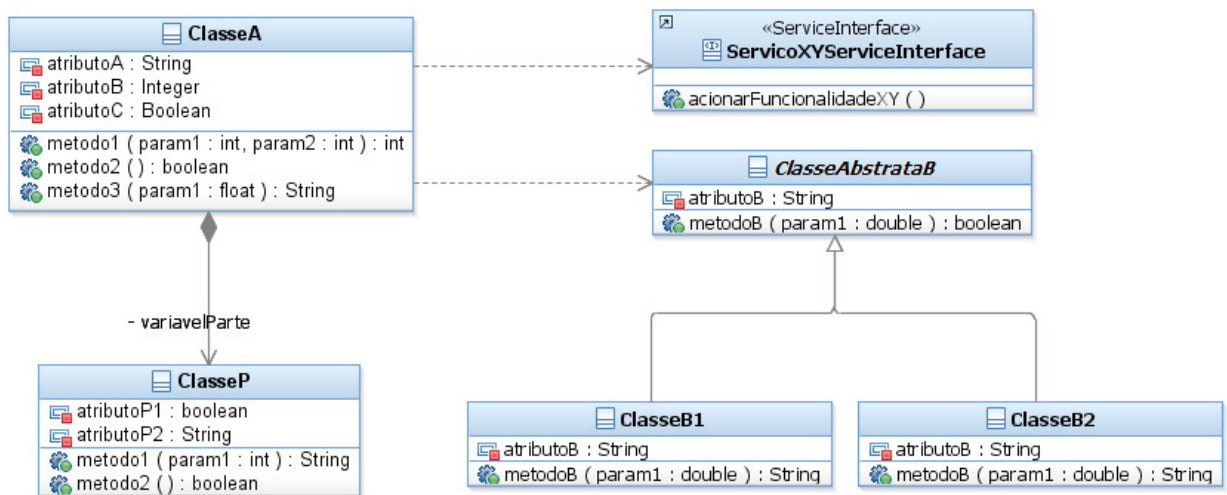 ClasseA
atributoA : String
atributoB : Integer
atributoC : Boolean
metodo1 ( param1 : int, param2 : int ) : int
metodo2 ( ) : boolean
metodo3 ( param1 : float ) : String
«ServiceInterface»
ServicoXYServiceInterface
acionarFuncionalidadeXY ( )
ClasseAbstrataB
atributoB : String
metodoB ( param1 : double ) : boolean
- variavelParte
ClasseP
atributoP1 : boolean
atributoP2 : String
metodo1 ( param1 : int ) : String
metodo2 ( ) : boolean
ClasseB1
atributoB : String
metodoB ( param1 : double ) : String
ClasseB2
atributoB : String
metodoB ( param1 : double ) : String